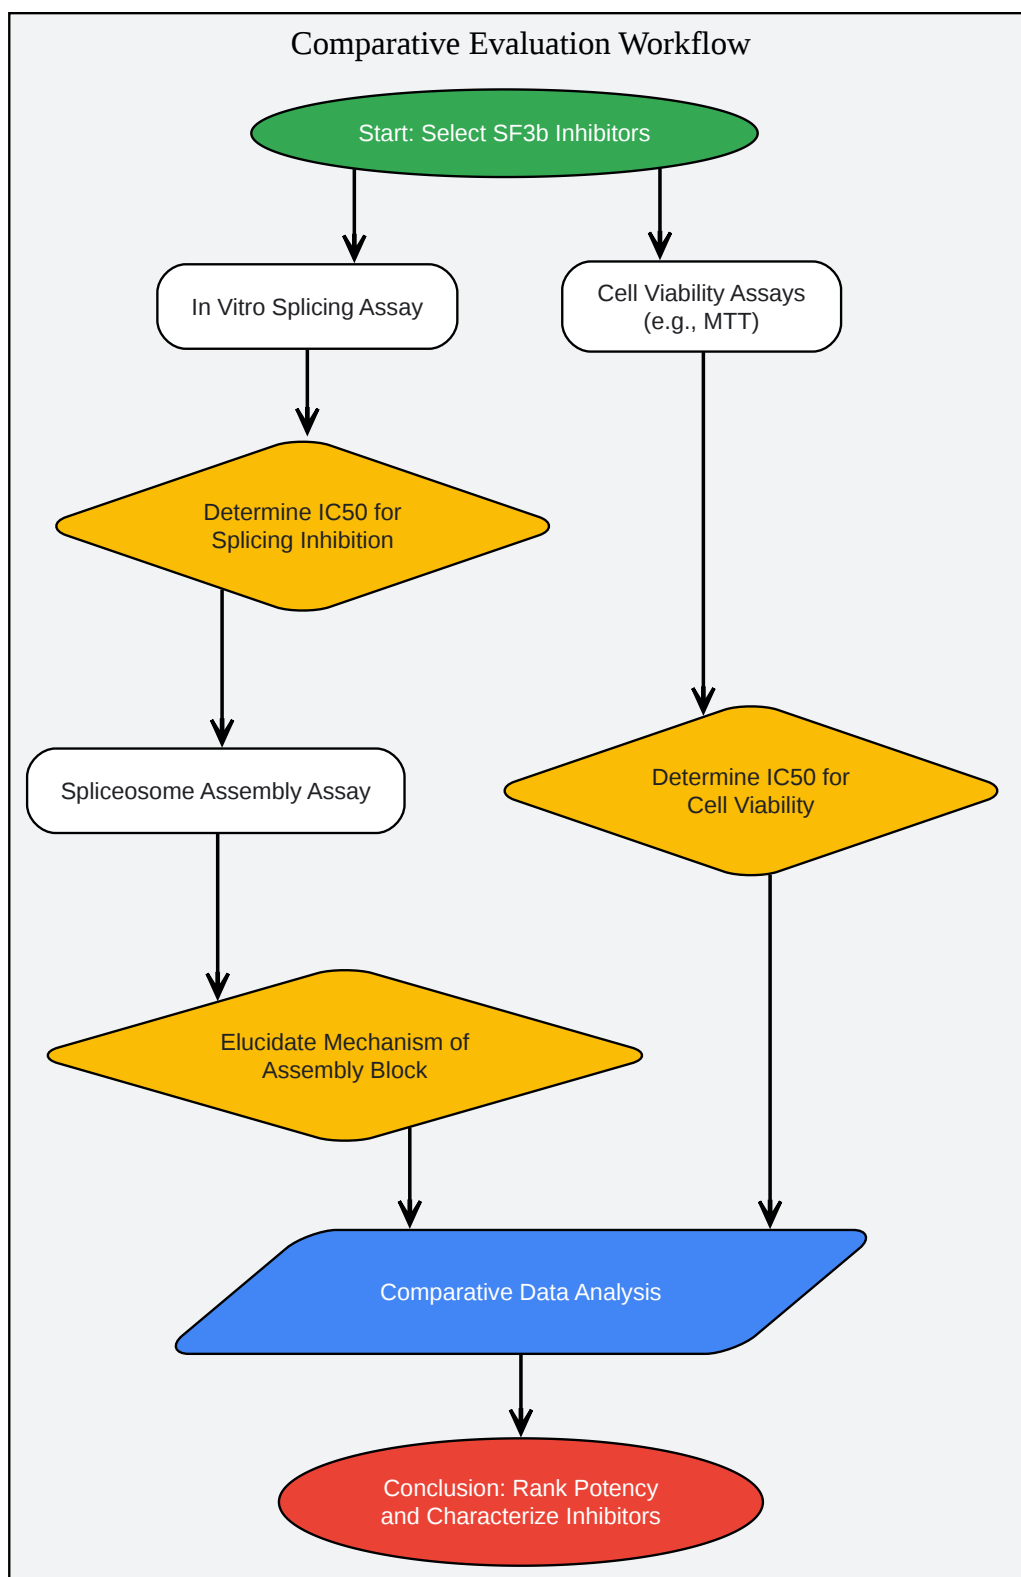 Comparative Evaluation Workflow
Start: Select SF3b Inhibitors
In Vitro Splicing Assay
Cell Viability Assays
(e.g., MTT)
Determine IC50 for
Splicing Inhibition
Spliceosome Assembly Assay
Determine IC50 for
Cell Viability
Elucidate Mechanism of
Assembly Block
Comparative Data Analysis
Conclusion: Rank Potency
and Characterize Inhibitors